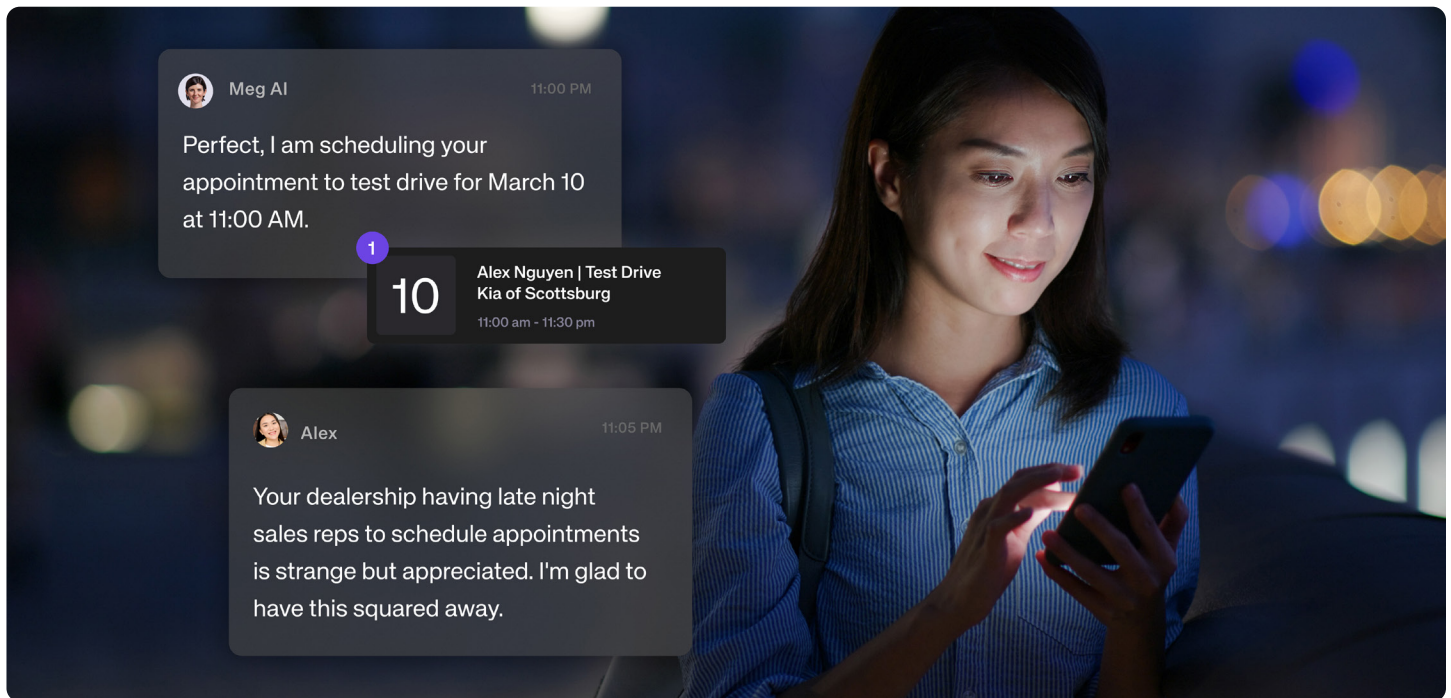 Meg AI
11:00 PM
Perfect, I am scheduling your
appointment to test drive for March 10
at 11:00 AM.
1
10
Alex Nguyen | Test Drive
Kia of Scottsburg
11:00 am - 11:30 pm
Alex
11:05 PM
Your dealership having late night
sales reps to schedule appointments
is strange but appreciated. I'm glad to
have this squared away.